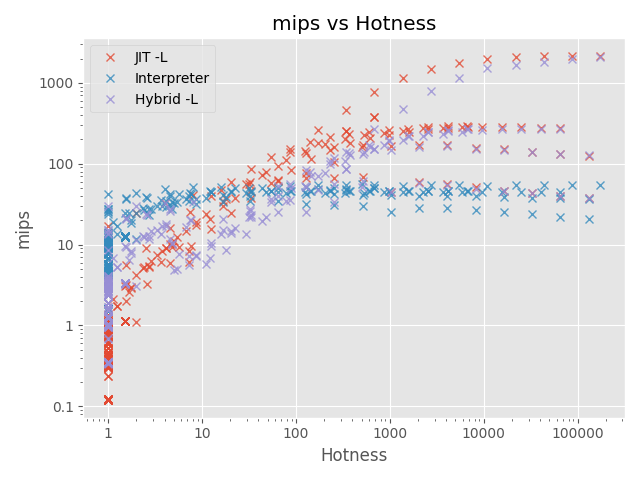 mips vs Hotness
JIT -L
Interpreter
Hybrid -L
mips
1000
100
10
1
0.1
1 10 100 1000 10000 100000
Hotness